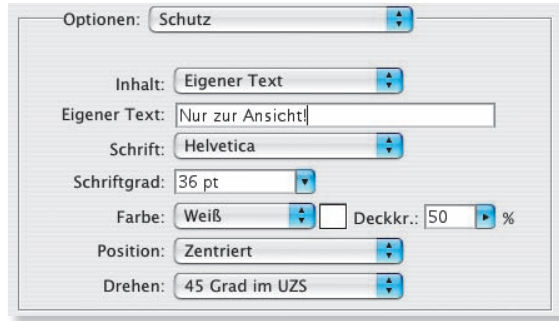 Optionen: Schutz
Inhalt: Eigener Text
Eigener Text: Nur zur Ansicht!
Schrift: Helvetica
Schriftgrad: 36 pt
Farbe: Weiß Deckkr.: 50 %
Position: Zentriert
Drehen: 45 Grad im UZS